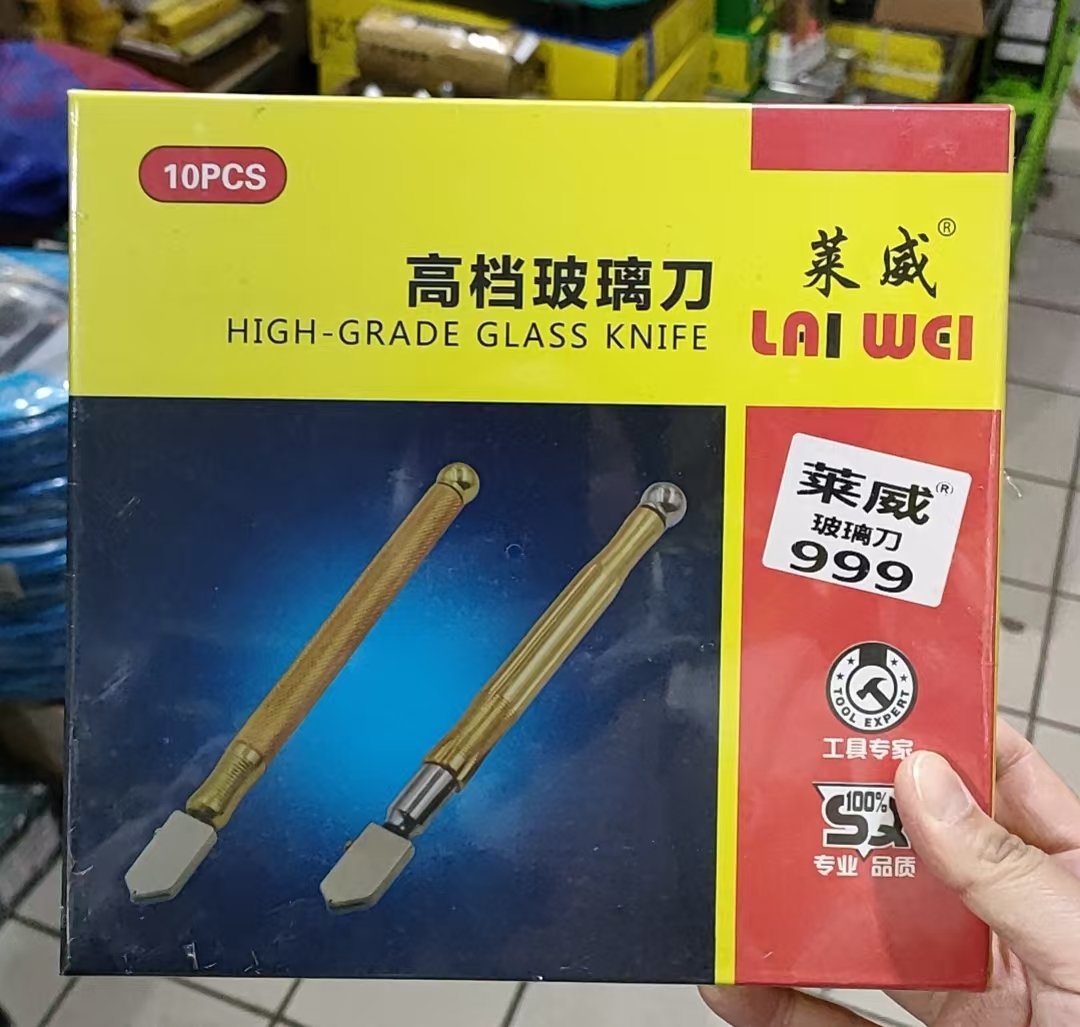 10PCS
高档玻璃刀
HIGH-GRADE GLASS KNIFE
莱威®
LAI WEI
莱威®
玻璃刀
999
TOOL EXPERT
工具专家
100%
专业 品质